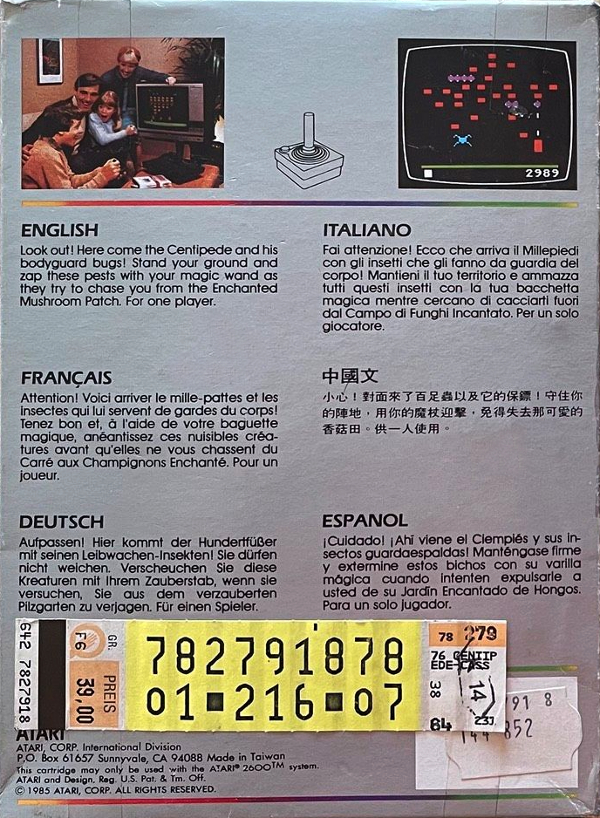 2989
ENGLISH
Look out! Here come the Centipede and his
bodyguard bugs! Stand your ground and
zap these pests with your magic wand as
they try to chase you from the Enchanted
Mushroom Patch. For one player.
ITALIANO
Fai attenzione! Ecco che arriva il Millepiedi
con gli insetti che gli fanno da guardia del
corpo! Mantieni il tuo territorio e ammazza
tutti questi insetti con la tua bacchetta
magica mentre cercano di cacciarti fuori
dal Campo di Funghi Incantato. Per un solo
giocatore.
FRANÇAIS
Attention! Voici arriver le mille-pattes et les
insectes qui lui servent de gardes du corps!
Tenez bon et, à l'aide de votre baguette
magique, anéantissez ces nuisibles créa-
tures avant qu'elles ne vous chassent du
Carré aux Champignons Enchanté. Pour un
joueur.
中國文
小心！對面來了百足蟲以及它的保鏢！守住你
的陣地，用你的魔杖迎擊，免得失去那可愛的
香菇田。供一人使用。
DEUTSCH
Aufpassen! Hier kommt der Hundertfüßer
mit seinen Leibwachen-Insekten! Sie dürfen
nicht weichen. Verscheuchen Sie diese
Kreaturen mit Ihrem Zauberstab, wenn sie
versuchen, Sie aus dem verzauberten
Pilzgarten zu verjagen. Für einen Spieler.
ESPANOL
¡Cuidado! ¡Ahí viene el Ciempiés y sus in-
sectos guardaespaldas! Manténgase firme
y extermine estos bichos con su varilla
mágica cuando intenten expulsarle a
usted de su Jardín Encantado de Hongos.
Para un solo jugador.
642 7827918
F6
GR.
PREIS
39,00
782791878
01 216 07
78 279
76 CENTIP
EDE-CASS
38
14
84
231
791 8
852
ATARI
ATARI, CORP. International Division
P.O. Box 61657 Sunnyvale, CA 94088 Made in Taiwan
This cartridge may only be used with the ATARI® 2600™ system.
ATARI and Design, Reg. U.S. Pat. & Tm. Off.
© 1985 ATARI, CORP. ALL RIGHTS RESERVED.